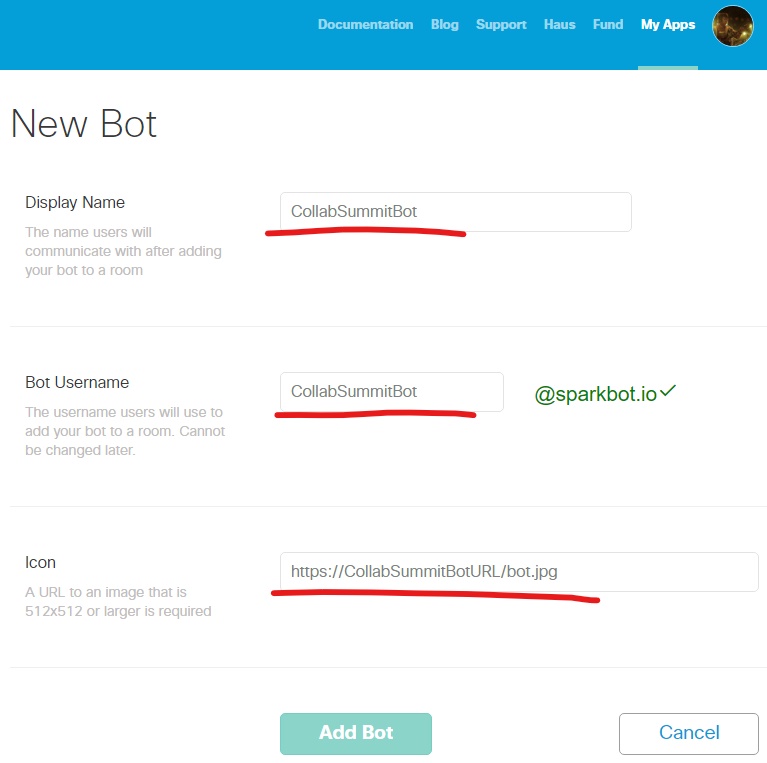 Documentation Blog Support Haus Fund My Apps
New Bot
Display Name
The name users will
communicate with after adding
your bot to a room
CollabSummitBot
Bot Username
The username users will use to
add your bot to a room. Cannot
be changed later.
CollabSummitBot
@sparkbot.io
Icon
A URL to an image that is
512x512 or larger is required
https://CollabSummitBotURL/bot.jpg
Add Bot
Cancel